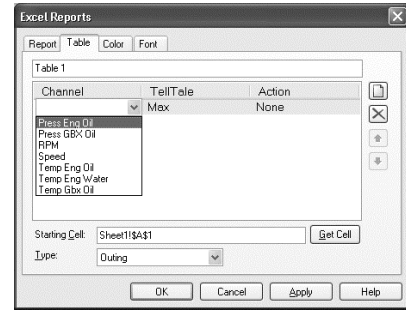 Excel Reports
Report Table Color Font
Table 1
Channel TellTale Action
Max None
Press Eng Oil
Press GBX Oil
RPM
Speed
Temp Eng Oil
Temp Eng Water
Temp Gbx Oil
Starting Cell: Sheet1!$A$1 Get Cell
Type: Outing
OK Cancel Apply Help